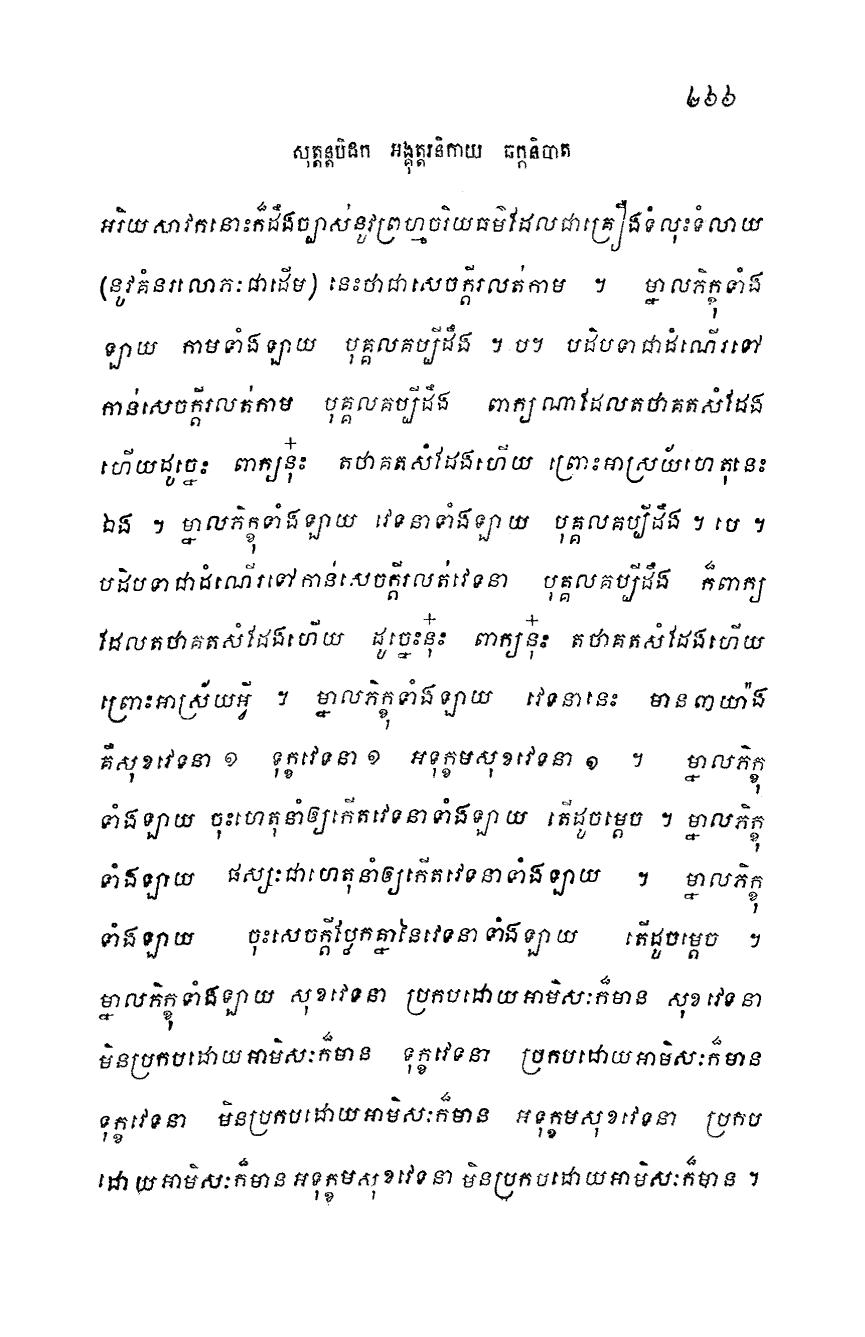 ២៦៦
សុត្តន្តបិដក អង្គុត្តរនិកាយ ឆក្កនិបាត
អរិយសាវកនោះក៏ដឹងច្បាស់នូវព្រហ្មចរិយធម៌ដែលជាគ្រឿងទំលុះទំលាយ
(នូវគំនរលោភៈជាដើម) នេះថាជាសេចក្តីរលត់កាម ។ ម្នាលភិក្ខុទាំង
ឡាយ កាមទាំងឡាយ បុគ្គលគប្បីដឹង ។ ប។ បដិបទាជាដំណើរទៅ
កាន់សេចក្តីរលត់កាម បុគ្គលគប្បីដឹង ពាក្យណាដែលតថាគតសំដែង
ហើយដូច្នេះ ពាក្យនុ៎ះ តថាគតសំដែងហើយ ព្រោះអាស្រ័យហេតុនេះ
ឯង ។ ម្នាលភិក្ខុទាំងឡាយ វេទនាទាំងឡាយ បុគ្គលគប្បីដឹង ។ បេ ។
បដិបទាជាដំណើរទៅកាន់សេចក្តីរលត់វេទនា បុគ្គលគប្បីដឹង ក៏ពាក្យ
ដែលតថាគតសំដែងហើយ ដូច្នេះនុ៎ះ ពាក្យនុ៎ះ តថាគតសំដែងហើយ
ព្រោះអាស្រ័យអ្វី ។ ម្នាលភិក្ខុទាំងឡាយ វេទនានេះ មាន៣យ៉ាង
គឺសុខវេទនា ១ ទុក្ខវេទនា ១ អទុក្ខមសុខវេទនា ១ ។ ម្នាលភិក្ខុ
ទាំងឡាយ ចុះហេតុនាំឲ្យកើតវេទនាទាំងឡាយ តើដូចម្តេច ។ ម្នាលភិក្ខុ
ទាំងឡាយ ផស្សៈជាហេតុនាំឲ្យកើតវេទនាទាំងឡាយ ។ ម្នាលភិក្ខុ
ទាំងឡាយ ចុះសេចក្តីប្លែកគ្នានៃវេទនាទាំងឡាយ តើដូចម្តេច ។
ម្នាលភិក្ខុទាំងឡាយ សុខវេទនា ប្រកបដោយអាមិសៈក៏មាន សុខវេទនា
មិនប្រកបដោយអាមិសៈក៏មាន ទុក្ខវេទនា ប្រកបដោយអាមិសៈក៏មាន
ទុក្ខវេទនា មិនប្រកបដោយអាមិសៈក៏មាន អទុក្ខមសុខវេទនា ប្រកប
ដោយអាមិសៈក៏មាន អទុក្ខមសុខវេទនា មិនប្រកបដោយអាមិសៈក៏មាន ។